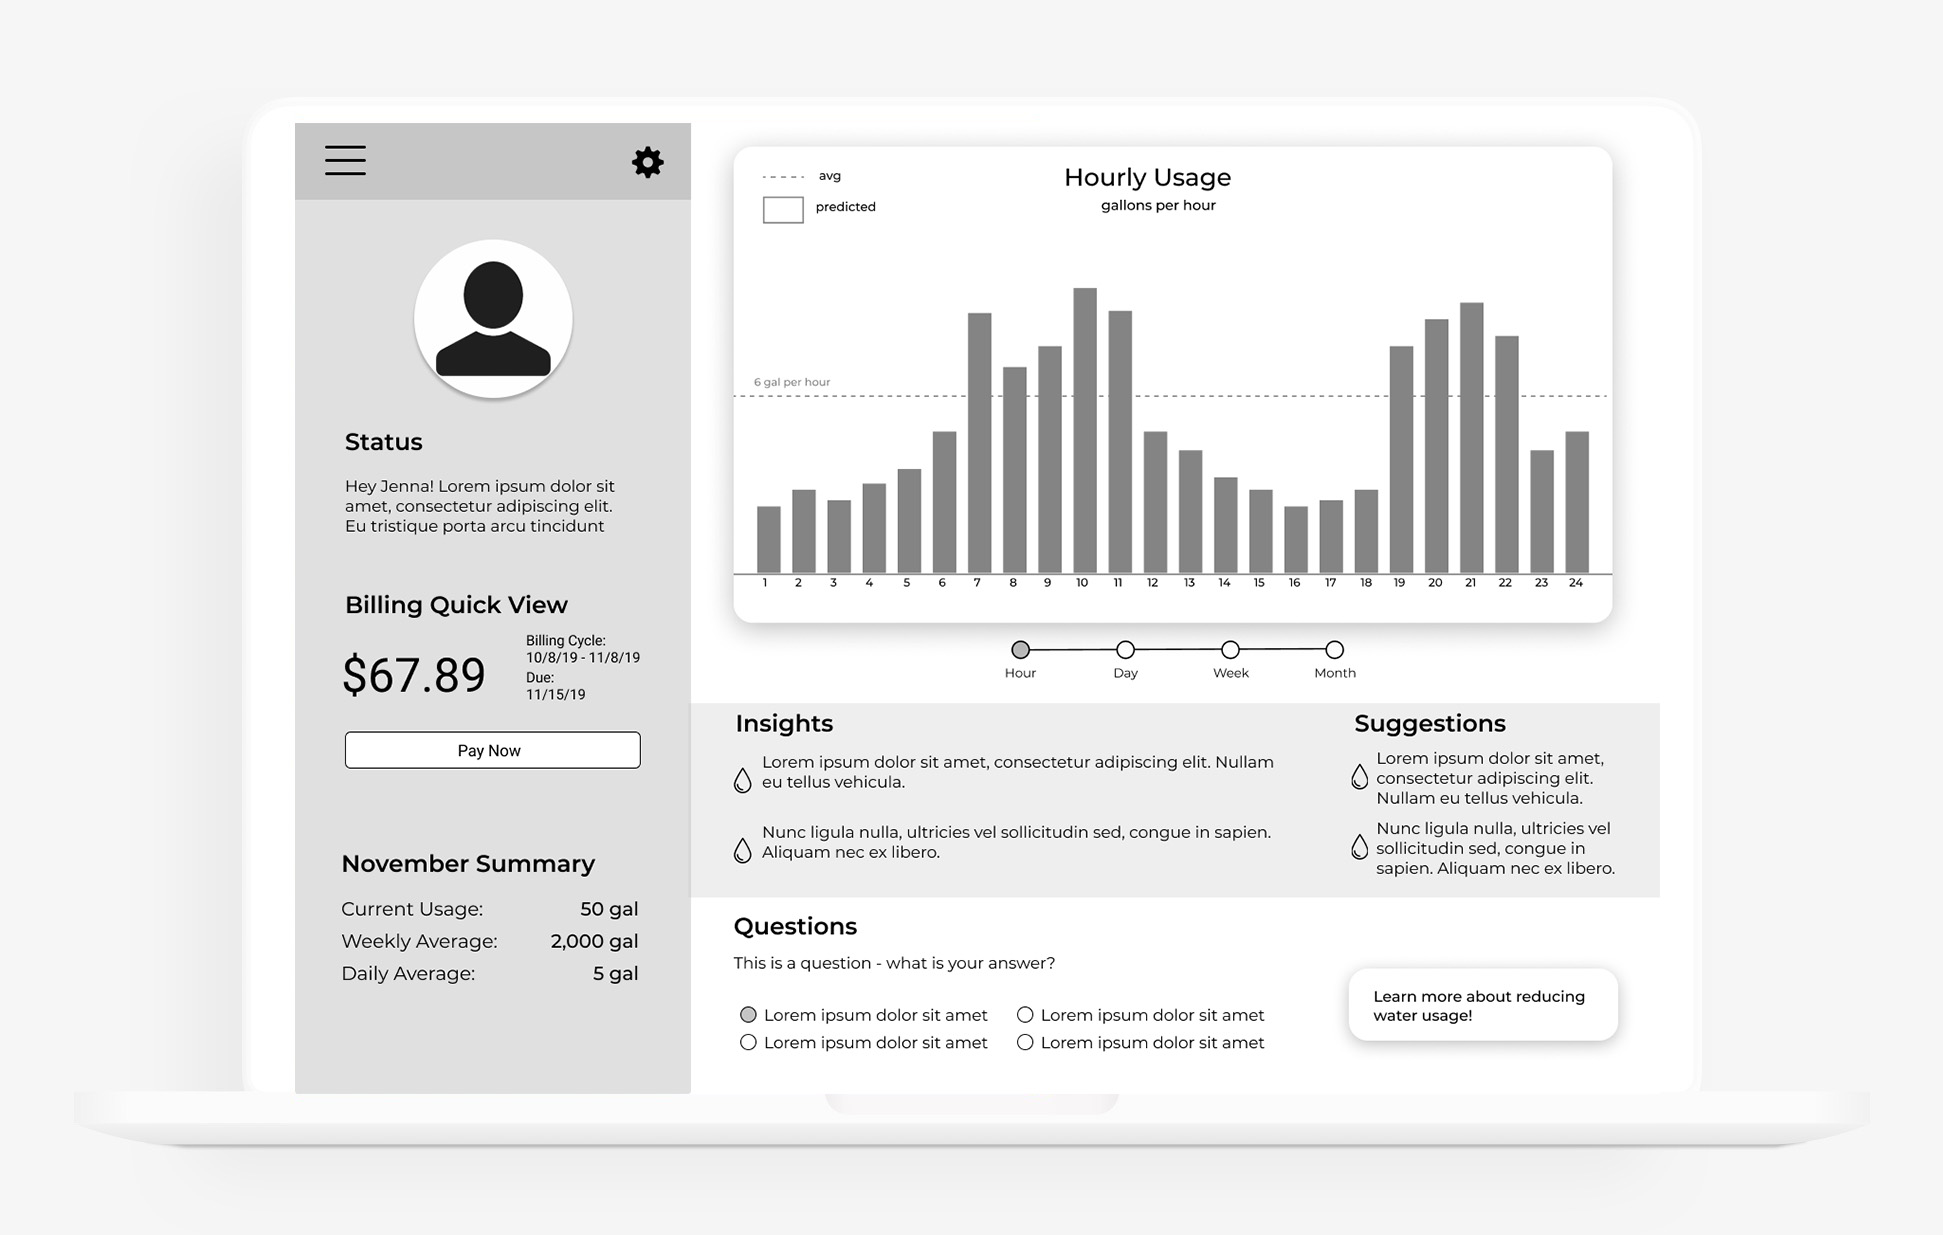 Status
Hey Jenna! Lorem ipsum dolor sit
amet, consectetur adipiscing elit.
Eu tristique porta arcu tincidunt
Billing Quick View
$67.89
Billing Cycle:
10/8/19 - 11/8/19
Due:
11/15/19
Pay Now
November Summary
Current Usage: 50 gal
Weekly Average: 2,000 gal
Daily Average: 5 gal
avg
predicted
Hourly Usage
gallons per hour
6 gal per hour
1 2 3 4 5 6 7 8 9 10 11 12 13 14 15 16 17 18 19 20 21 22 23 24
Hour Day Week Month
Insights
Lorem ipsum dolor sit amet, consectetur adipiscing elit. Nullam
eu tellus vehicula.
Nunc ligula nulla, ultricies vel sollicitudin sed, congue in sapien.
Aliquam nec ex libero.
Suggestions
Lorem ipsum dolor sit amet,
consectetur adipiscing elit.
Nullam eu tellus vehicula.
Nunc ligula nulla, ultricies vel
sollicitudin sed, congue in
sapien. Aliquam nec ex libero.
Questions
This is a question - what is your answer?
Lorem ipsum dolor sit amet
Lorem ipsum dolor sit amet
Lorem ipsum dolor sit amet
Lorem ipsum dolor sit amet
Learn more about reducing
water usage!